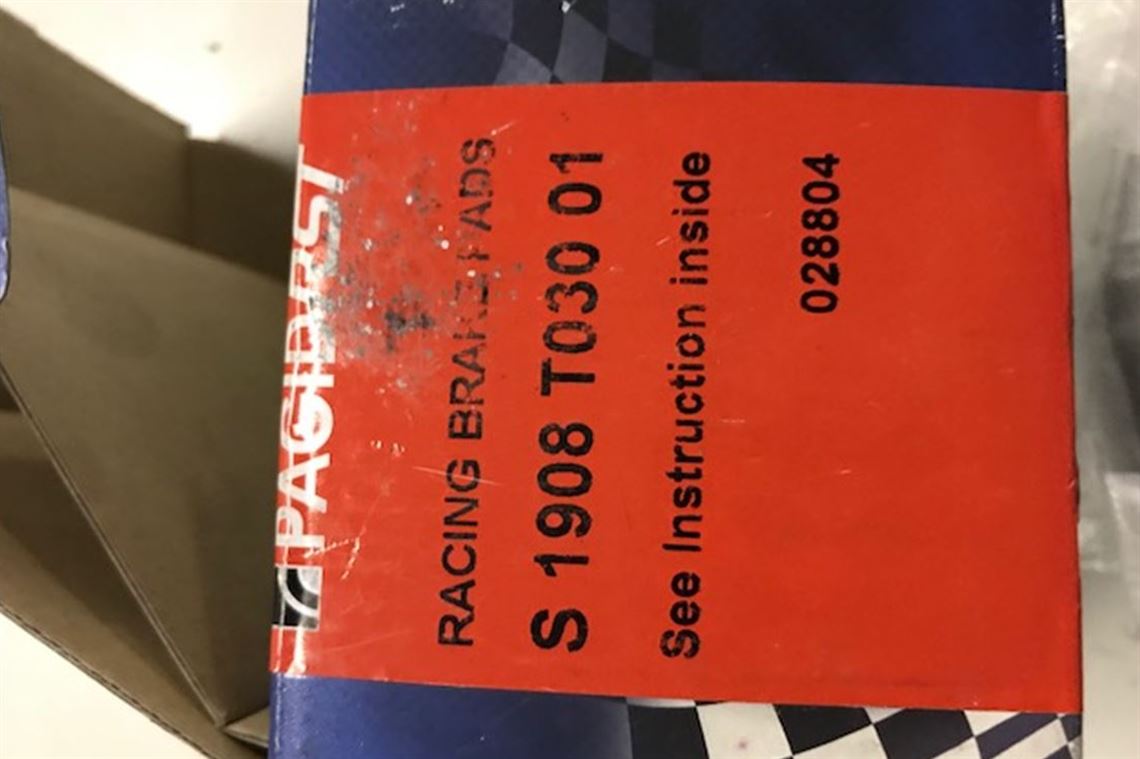 PAGID RST
RACING BRAKE PADS
S 1908 T030 01
See Instruction inside
028804